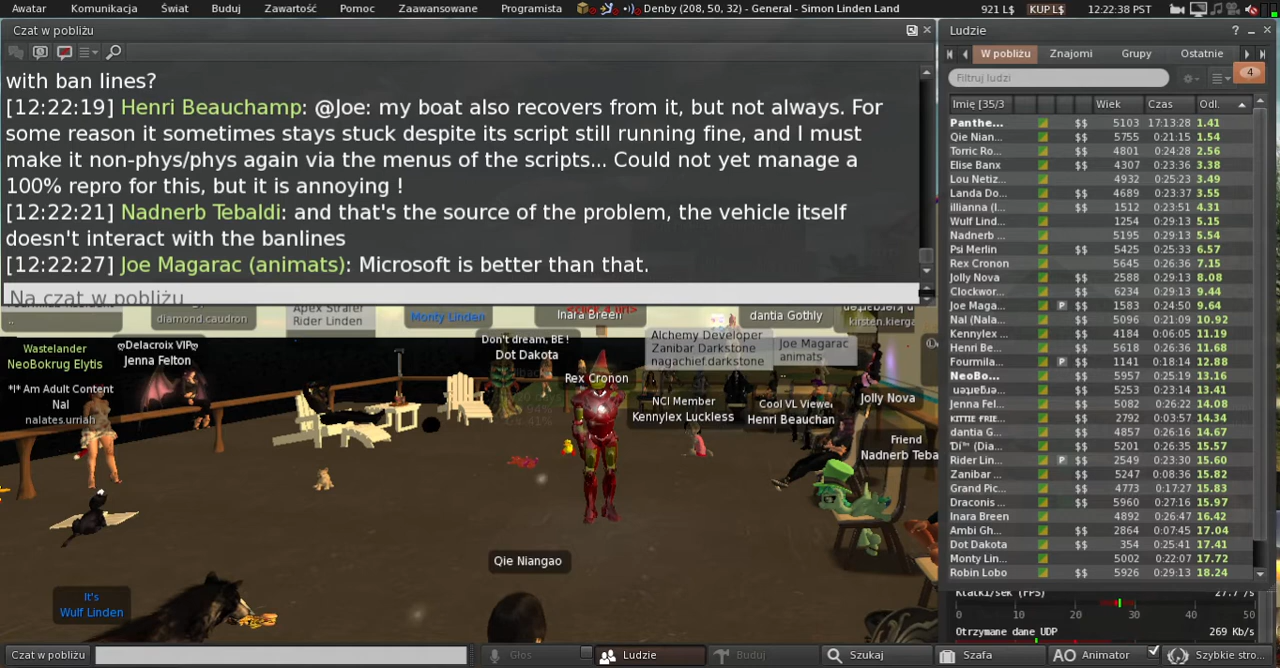 Awatar Komunikacja Świat Buduj Zawartość Pomoc Zaawansowane Programista Denby (208, 50, 32) - General - Simon Linden Land 921 L$ KUP L$ 12:22:38 PST
Czat w pobliżu
with ban lines?
[12:22:19] Henri Beauchamp: @Joe: my boat also recovers from it, but not always. For
some reason it sometimes stays stuck despite its script still running fine, and I must
make it non-phys/phys again via the menus of the scripts... Could not yet manage a
100% repro for this, but it is annoying !
[12:22:21] Nadnerb Tebaldi: and that's the source of the problem, the vehicle itself
doesn't interact with the banlines
[12:22:27] Joe Magarac (animats): Microsoft is better than that.
Na czat w pobliżu
..
diamond.caudron
Apex Strafer
Rider Linden
Monty Linden
Inara Breen
dantia Gothly
kirsten.kierga
Wastelander
NeoBokrug Elytis
Delacroix VIP
Jenna Felton
Don't dream, BE !
Dot Dakota
Alchemy Developer
Zanibar Darkstone
nagachief.darkstone
Joe Magarac
animats
..
Rex Cronon
*!* Am Adult Content
Nal
nalates.urriah
NCI Member
Kennylex Luckless
Cool VL Viewer
Henri Beauchan
Jolly Nova
Friend
Nadnerb Teba
Qie Niangao
It's
Wulf Linden
Ludzie
W pobliżu Znajomi Grupy Ostatnie
Filtruj ludzi
4
Imię [35/3 Wiek Czas Odl.
Panthe... $$ 5103 17:13:28 1.41
Qie Nian... $$ 5755 0:21:15 1.54
Torric Ro... $$ 4801 0:24:28 2.56
Elise Banx $$ 4307 0:23:36 3.38
Lou Netiz... 4932 0:25:23 3.49
Landa Do... $$ 4689 0:23:37 3.55
illianna (I... $$ 1512 0:23:51 4.31
Wulf Lind... 1254 0:29:13 5.15
Nadnerb ... 5195 0:29:13 5.54
Psi Merlin $$ 5425 0:25:33 6.57
Rex Cronon 5645 0:26:36 7.15
Jolly Nova $$ 2588 0:29:13 8.08
Clockwor... $$ 6234 0:29:13 9.44
Joe Maga... P $$ 1583 0:24:50 9.64
Nal (Nala... $$ 5096 0:21:09 10.92
Kennylex ... $$ 4184 0:06:05 11.19
Henri Be... $$ 5618 0:26:36 11.68
Fourmila... P $$ 1141 0:18:14 12.88
NeoBo... $$ 5957 0:25:19 13.16
$$ 5253 0:23:14 13.41
Jenna Fel... $$ 5082 0:26:22 14.08
$$ 2792 0:03:57 14.34
dantia G... $$ 4857 0:26:16 14.67
(Dia... $$ 5201 0:26:35 15.57
Rider Lin... P $$ 2549 0:23:30 15.60
Zanibar ... $$ 5247 0:08:36 15.82
Grand Pic... $$ 4773 0:17:27 15.83
Draconis ... $$ 5960 0:27:16 15.97
Inara Breen 4892 0:26:47 16.42
Ambi Gh... $$ 2864 0:07:45 17.04
Dot Dakota $$ 354 0:25:41 17.41
Monty Lin... 5002 0:22:07 17.72
Robin Lobo $$ 5926 0:29:13 18.24
Klatki/sek (FPS) 27.7 /s
0 10 20 30 40 50
Otrzymane dane UDP 269 Kb/s
Czat w pobliżu Głos Ludzie Buduj Szukaj Szafa AO Animator Szybkie stro...